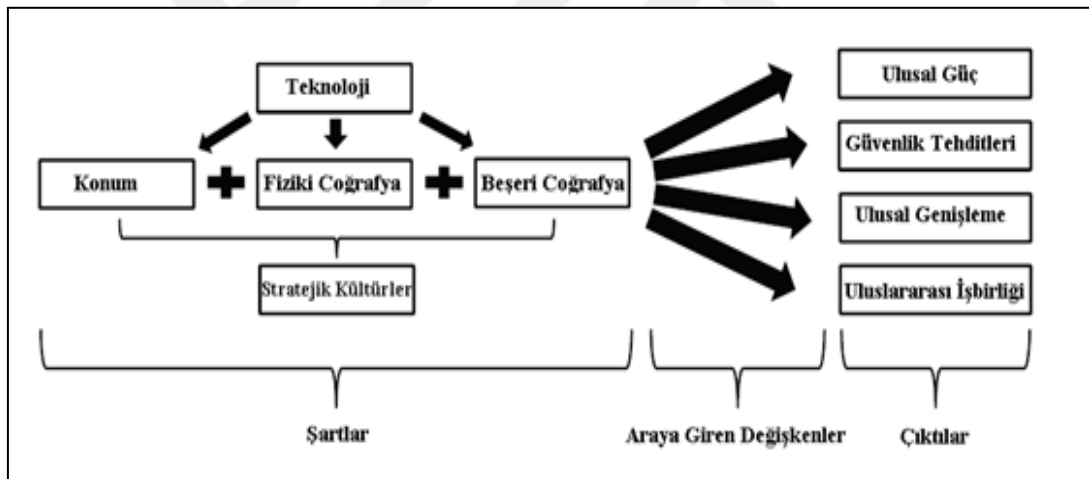 Teknoloji
Konum
Fiziki Coğrafya
Beşeri Coğrafya
Stratejik Kültürler
Ulusal Güç
Güvenlik Tehditleri
Ulusal Genişleme
Uluslararası İşbirliği
Şartlar
Araya Giren Değişkenler
Çıktılar